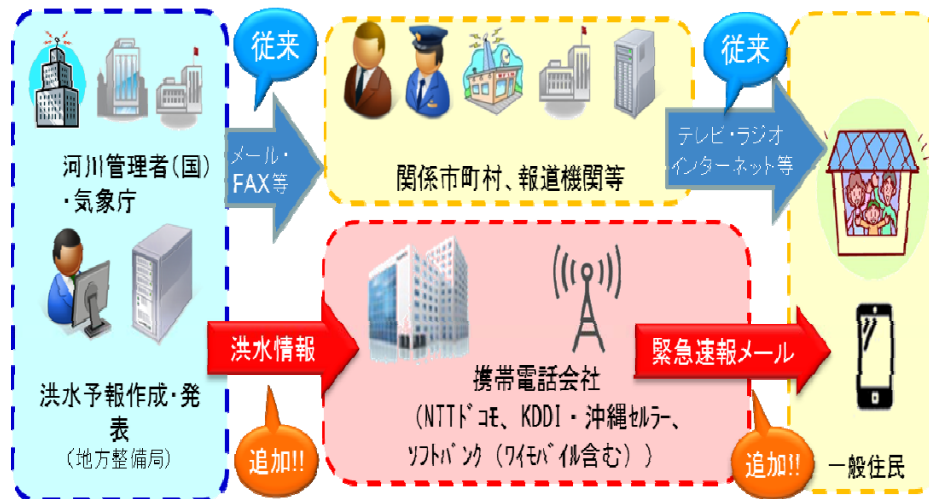 従来
従来
河川管理者(国)
・気象庁
メール・
FAX等
関係市町村、報道機関等
テレビ・ラジオ
インターネット等
洪水情報
緊急速報メール
洪水予報作成・発
表
(地方整備局)
携帯電話会社
(NTTドコモ、KDDI・沖縄セルラー、
ソフトバンク(ワイモバイル含む))
追加!!
追加!!
一般住民